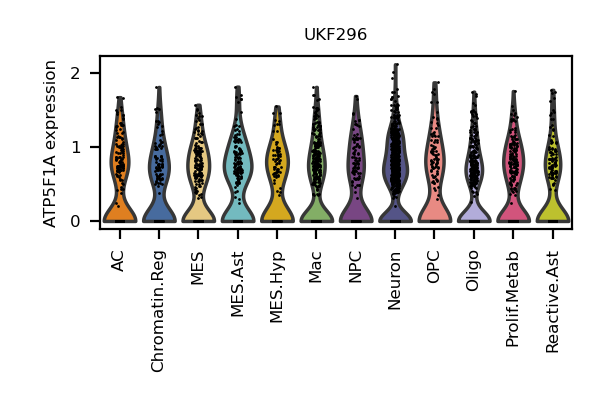 UKF296
ATP5F1A expression
2
1
0
AC
Chromatin.Reg
MES
MES.Ast
MES.Hyp
Mac
NPC
Neuron
OPC
Oligo
Prolif.Metab
Reactive.Ast